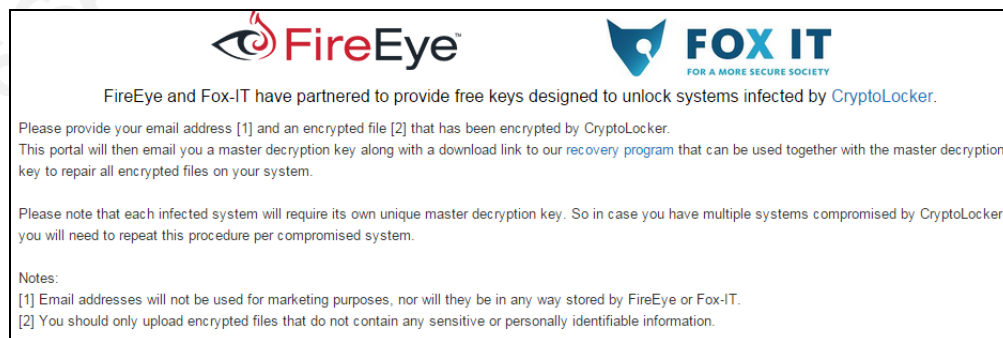 FireEye™
FOX IT
FOR A MORE SECURE SOCIETY
FireEye and Fox-IT have partnered to provide free keys designed to unlock systems infected by CryptoLocker.
Please provide your email address [1] and an encrypted file [2] that has been encrypted by CryptoLocker.
This portal will then email you a master decryption key along with a download link to our recovery program that can be used together with the master decryption
key to repair all encrypted files on your system.
Please note that each infected system will require its own unique master decryption key. So in case you have multiple systems compromised by CryptoLocker
you will need to repeat this procedure per compromised system.
Notes:
[1] Email addresses will not be used for marketing purposes, nor will they be in any way stored by FireEye or Fox-IT.
[2] You should only upload encrypted files that do not contain any sensitive or personally identifiable information.